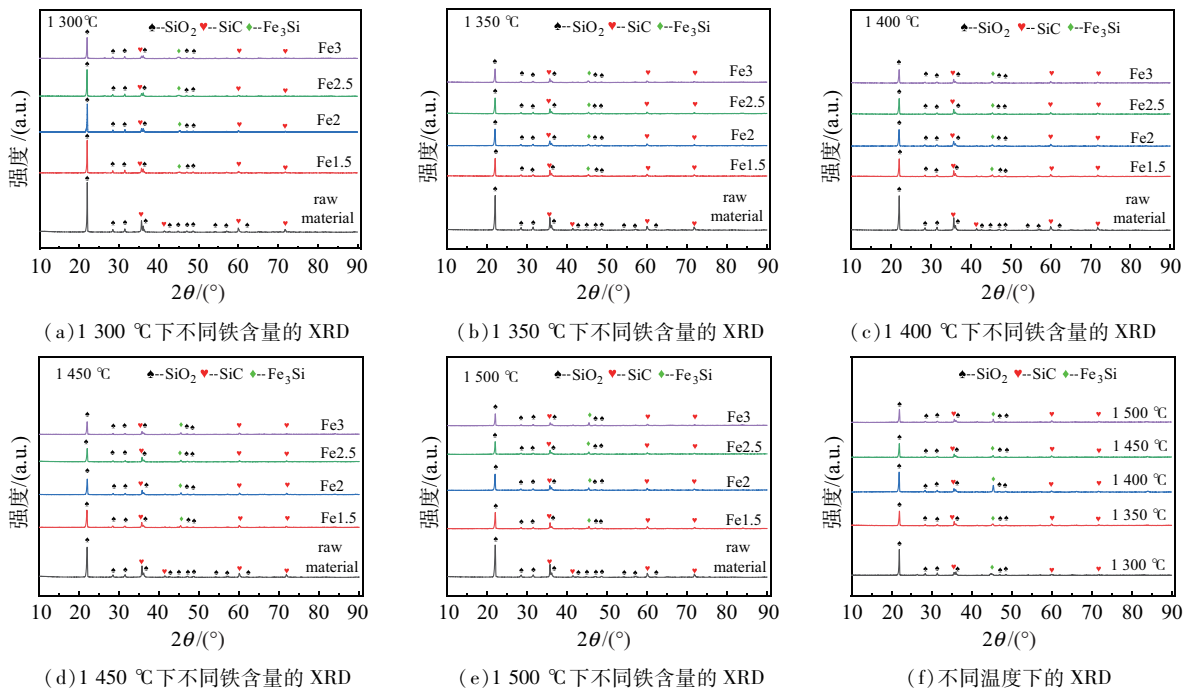 1 300℃ ♠--SiO₂ ♥--SiC ♦--Fe₃Si
Fe3
Fe2.5
Fe2
Fe1.5
raw
material
强度/(a.u.)
10 20 30 40 50 60 70 80 90
2θ/(°)
(a)1 300 ℃下不同铁含量的 XRD
1 350 ℃ ♠--SiO₂ ♥--SiC ♦--Fe₃Si
Fe3
Fe2.5
Fe2
Fe1.5
raw
material
强度/(a.u.)
10 20 30 40 50 60 70 80 90
2θ/(°)
(b)1 350 ℃下不同铁含量的 XRD
1 400 ℃ ♠--SiO₂ ♥--SiC ♦--Fe₃Si
Fe3
Fe2.5
Fe2
Fe1.5
raw
material
强度/(a.u.)
10 20 30 40 50 60 70 80 90
2θ/(°)
(c)1 400 ℃下不同铁含量的 XRD
1 450 ℃ ♠--SiO₂ ♥--SiC ♦--Fe₃Si
Fe3
Fe2.5
Fe2
Fe1.5
raw
material
强度/(a.u.)
10 20 30 40 50 60 70 80 90
2θ/(°)
(d)1 450 ℃下不同铁含量的 XRD
1 500 ℃ ♠--SiO₂ ♥--SiC ♦--Fe₃Si
Fe3
Fe2.5
Fe2
Fe1.5
raw
material
强度/(a.u.)
10 20 30 40 50 60 70 80 90
2θ/(°)
(e)1 500 ℃下不同铁含量的 XRD
♠--SiO₂ ♥--SiC ♦--Fe₃Si
1 500 ℃
1 450 ℃
1 400 ℃
1 350 ℃
1 300 ℃
强度/(a.u.)
10 20 30 40 50 60 70 80 90
2θ/(°)
(f)不同温度下的 XRD